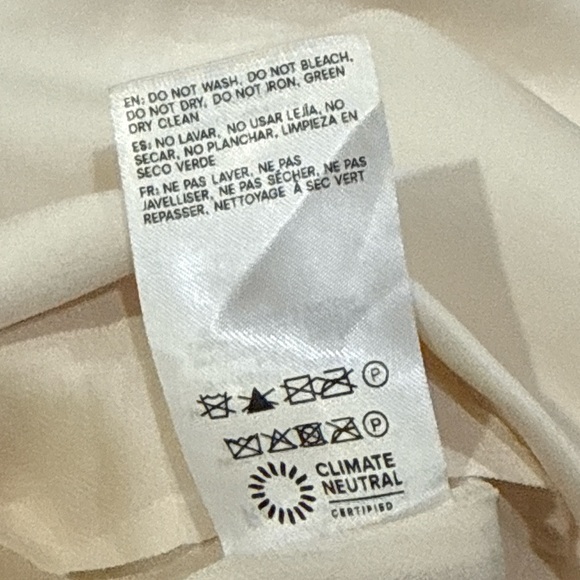 EN: DO NOT WASH, DO NOT BLEACH,
DO NOT DRY, DO NOT IRON, GREEN
DRY CLEAN
ES: NO LAVAR, NO USAR LEJÍA, NO
SECAR, NO PLANCHAR, LIMPIEZA EN
SECO VERDE
FR: NE PAS LAVER, NE PAS
JAVELLISER, NE PAS SÉCHER, NE PAS
REPASSER, NETTOYAGE À SEC VERT
P
P
CLIMATE
NEUTRAL
CERTIFIED